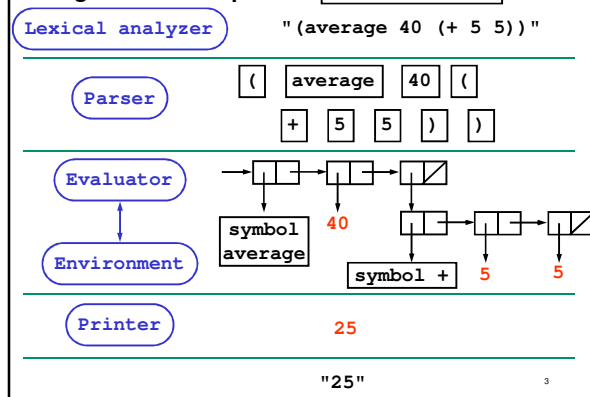 Lexical analyzer "(average 40 (+ 5 5))"
Parser ( average 40 (
+ 5 5 ) )
Evaluator
symbol average 40
Environment symbol + 5 5
Printer 25
"25" 3